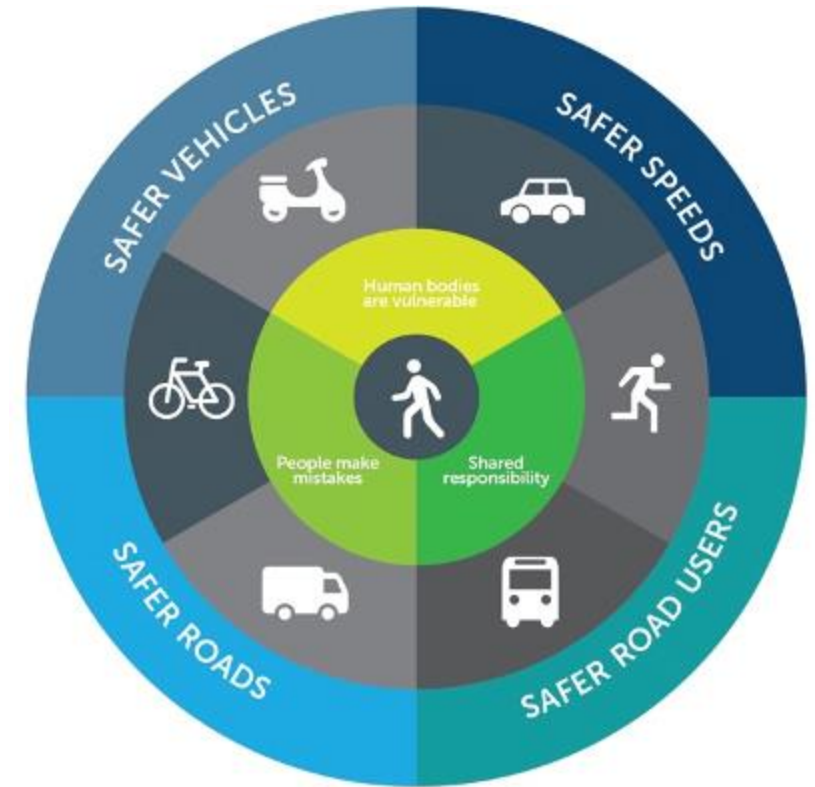 SAFER VEHICLES
SAFER SPEEDS
Human bodies
are vulnerable
People make
mistakes
Shared
responsibility
SAFER ROADS
SAFER ROAD USERS